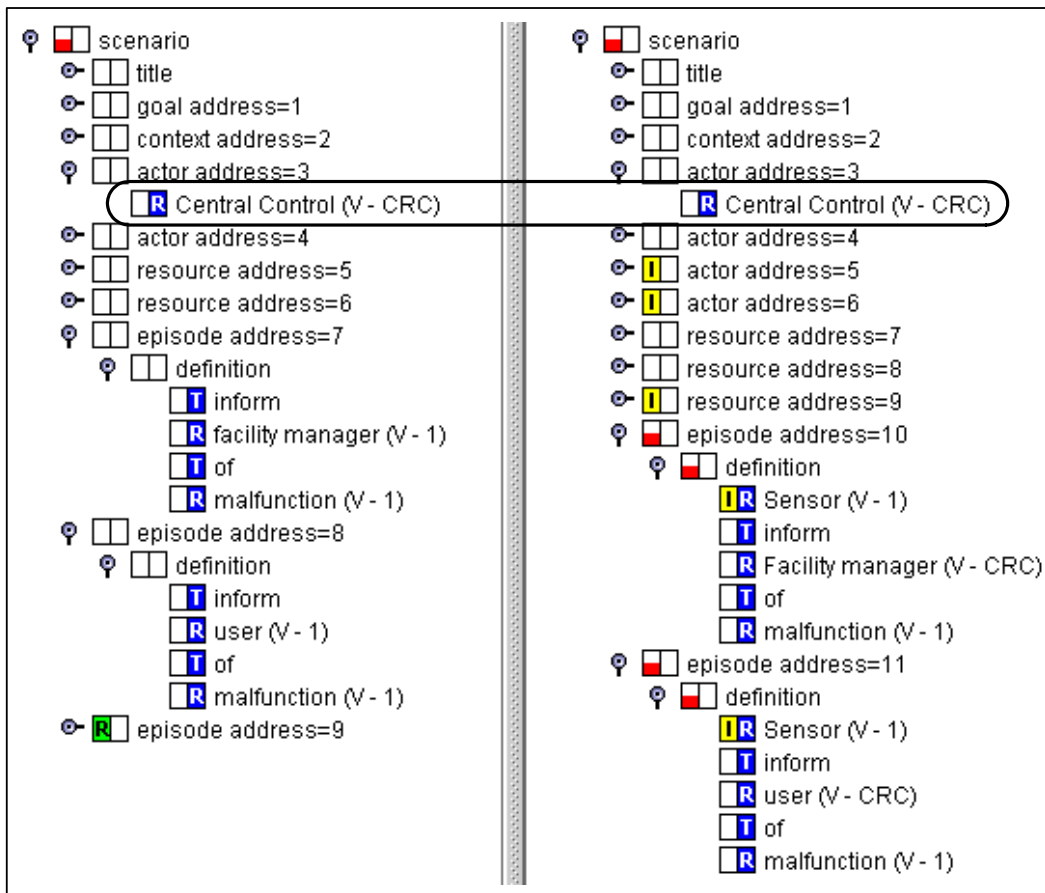 scenario
title
goal address=1
context address=2
actor address=3
R Central Control (V - CRC)
actor address=4
resource address=5
resource address=6
episode address=7
definition
T inform
R facility manager (V - 1)
T of
R malfunction (V - 1)
episode address=8
definition
T inform
R user (V - 1)
T of
R malfunction (V - 1)
R episode address=9
scenario
title
goal address=1
context address=2
actor address=3
R Central Control (V - CRC)
actor address=4
I actor address=5
I actor address=6
resource address=7
resource address=8
I resource address=9
episode address=10
definition
I R Sensor (V - 1)
T inform
R Facility manager (V - CRC)
T of
R malfunction (V - 1)
episode address=11
definition
I R Sensor (V - 1)
T inform
R user (V - CRC)
T of
R malfunction (V - 1)